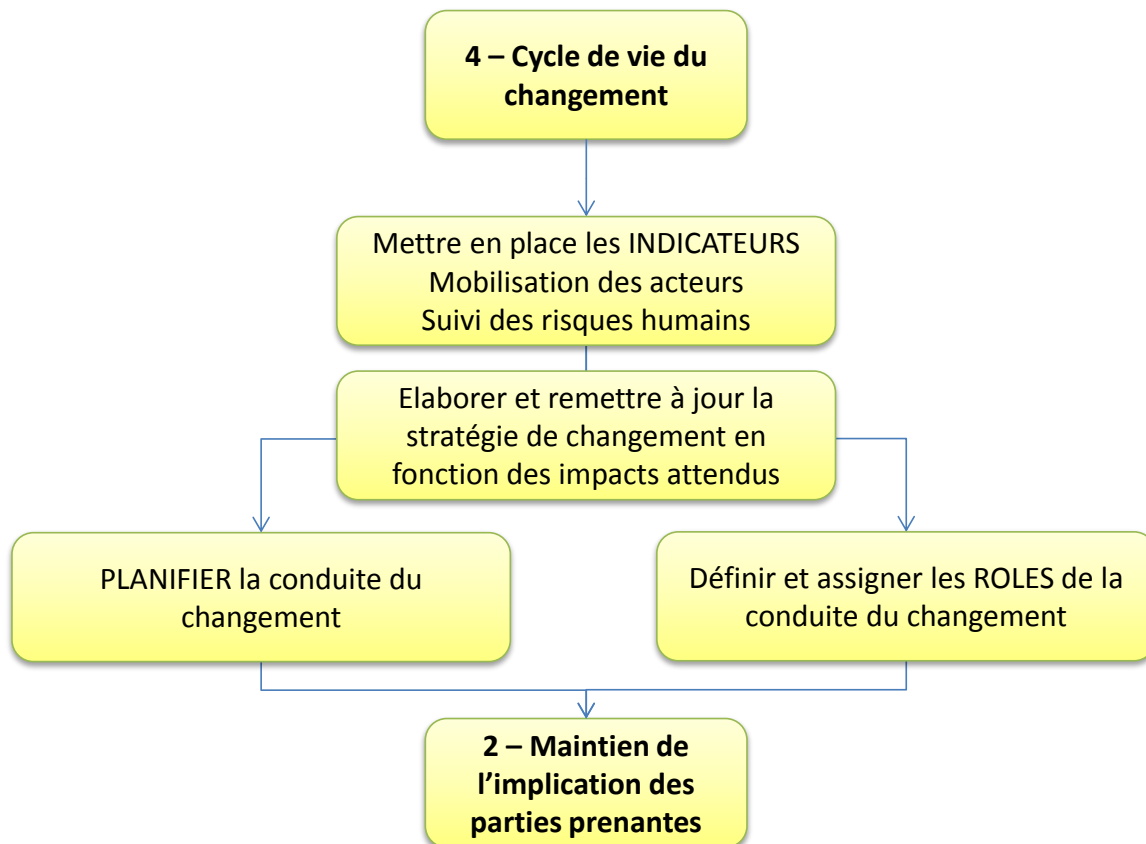 4 – Cycle de vie du
changement
Mettre en place les INDICATEURS
Mobilisation des acteurs
Suivi des risques humains
Elaborer et remettre à jour la
stratégie de changement en
fonction des impacts attendus
PLANIFIER la conduite du
changement
Définir et assigner les ROLES de la
conduite du changement
2 – Maintien de
l’implication des
parties prenantes